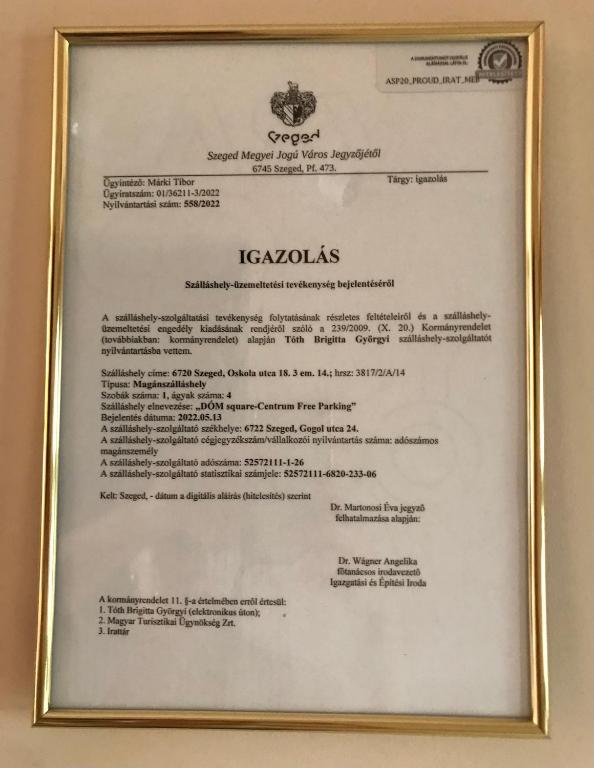 A DOKUMENTUMOT DIGITÁLIS
ALÁÍRÁSSAL LÁTTA EL:
ASP20_PROUD_IRAT_MEB
HITELESÍTETT
Szeged
Szeged Megyei Jogú Város Jegyzőjétől
6745 Szeged, Pf. 473.
Ügyintéző: Márki Tibor
Tárgy: igazolás
Ügyiratszám: 01/36211-3/2022
Nyilvántartási szám: 558/2022
IGAZOLÁS
Szálláshely-üzemeltetési tevékenység bejelentéséről
A szálláshely-szolgáltatási tevékenység folytatásának részletes feltételeiről és a szálláshely-
üzemeltetési engedély kiadásának rendjéről szóló a 239/2009. (X. 20.) Kormányrendelet
(továbbiakban: kormányrendelet) alapján Tóth Brigitta Györgyi szálláshely-szolgáltatót
nyilvántartásba vettem.
Szálláshely címe: 6720 Szeged, Oskola utca 18. 3 em. 14.; hrsz: 3817/2/A/14
Típusa: Magánszálláshely
Szobák száma: 1, ágyak száma: 4
Szálláshely elnevezése: „DÓM square-Centrum Free Parking”
Bejelentés dátuma: 2022.05.13
A szálláshely-szolgáltató székhelye: 6722 Szeged, Gogol utca 24.
A szálláshely-szolgáltató cégjegyzékszám/vállalkozói nyilvántartás száma: adószámos
magánszemély
A szálláshely-szolgáltató adószáma: 52572111-1-26
A szálláshely-szolgáltató statisztikai számjele: 52572111-6820-233-06
Kelt: Szeged, - dátum a digitális aláírás (hitelesítés) szerint
Dr. Martonosi Éva jegyző
felhatalmazása alapján:
Dr. Wágner Angelika
főtanácsos irodavezető
Igazgatási és Építési Iroda
A kormányrendelet 11. §-a értelmében erről értesül:
1. Tóth Brigitta Györgyi (elektronikus úton);
2. Magyar Turisztikai Ügynökség Zrt.
3. Irattár